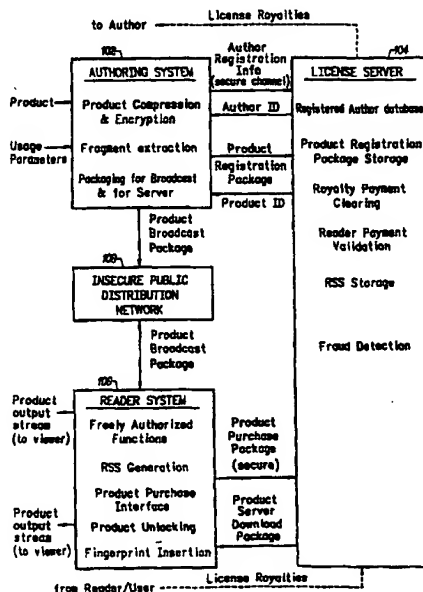 License Royalties
to Author
102
AUTHORING SYSTEM
Product Compression
& Encryption
Fragment extraction
Packaging for Broadcast
& for Server
Product
Usage
Parameters
Author
Registration
Info
(secure channel)
Author ID
Product
Registration
Package
Product ID
104
LICENSE SERVER
Registered Author database
Product Registration
Package Storage
Royalty Payment
Clearing
Reader Payment
Validation
RSS Storage
Fraud Detection
Product
Broadcast
Package
108
INSECURE PUBLIC
DISTRIBUTION
NETWORK
Product
Broadcast
Package
106
READER SYSTEM
Freely Authorized
Functions
RSS Generation
Product Purchase
Interface
Product Unlocking
Fingerprint Insertion
Product
output
stream
(to viewer)
Product
output
stream
(to viewer)
Product
Purchase
Package
(secure)
Product
Server
Download
Package
License Royalties
from Reader/User